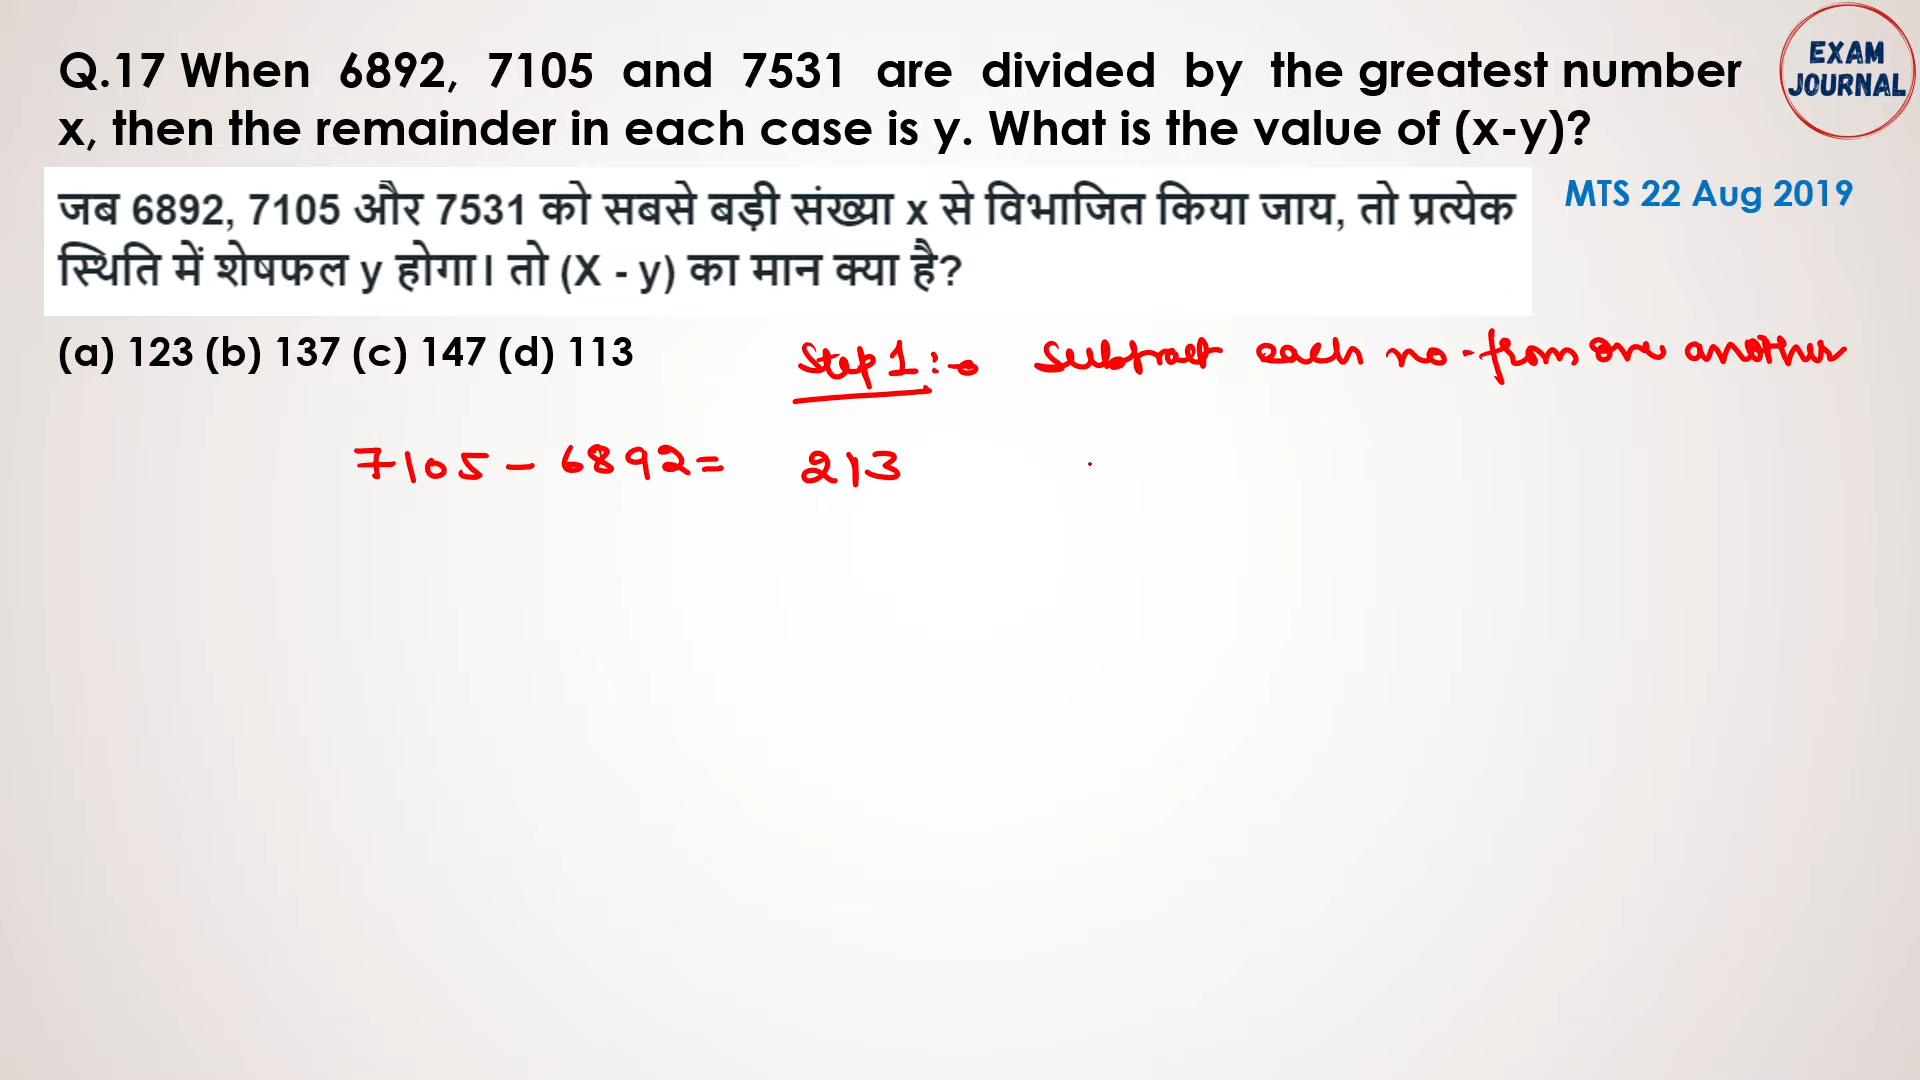 Q.17 When 6892, 7105 and 7531 are divided by the greatest number
x, then the remainder in each case is y. What is the value of (x-y)?
EXAM
JOURNAL
जब 6892, 7105 और 7531 को सबसे बड़ी संख्या x से विभाजित किया जाय, तो प्रत्येक
स्थिति में शेषफल y होगा। तो (X - y) का मान क्या है?
MTS 22 Aug 2019
(a) 123 (b) 137 (c) 147 (d) 113
Step 1:- Subtract each no. from one another
7105 - 6892 = 213